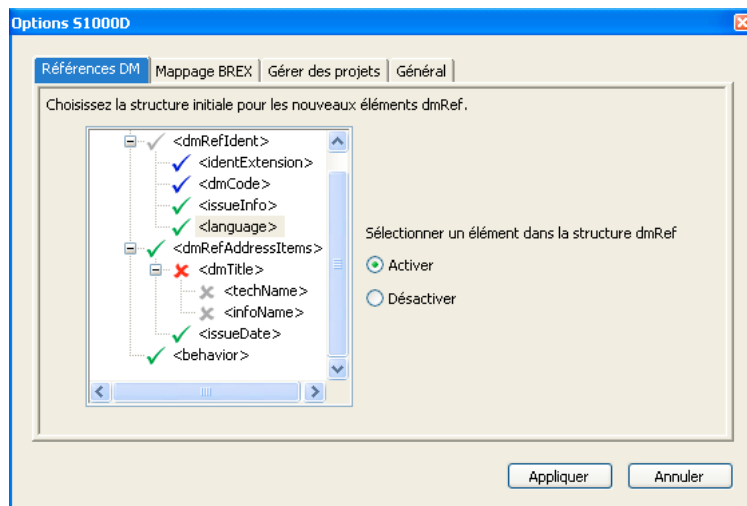 Options S1000D
Références DM Mappage BREX Gérer des projets Général
Choisissez la structure initiale pour les nouveaux éléments dmRef.
<dmRefIdent>
<identExtension>
<dmCode>
<issueInfo>
<language>
<dmRefAddressItems>
<dmTitle>
<techName>
<infoName>
<issueDate>
<behavior>
Sélectionner un élément dans la structure dmRef
Activer
Désactiver
Appliquer Annuler